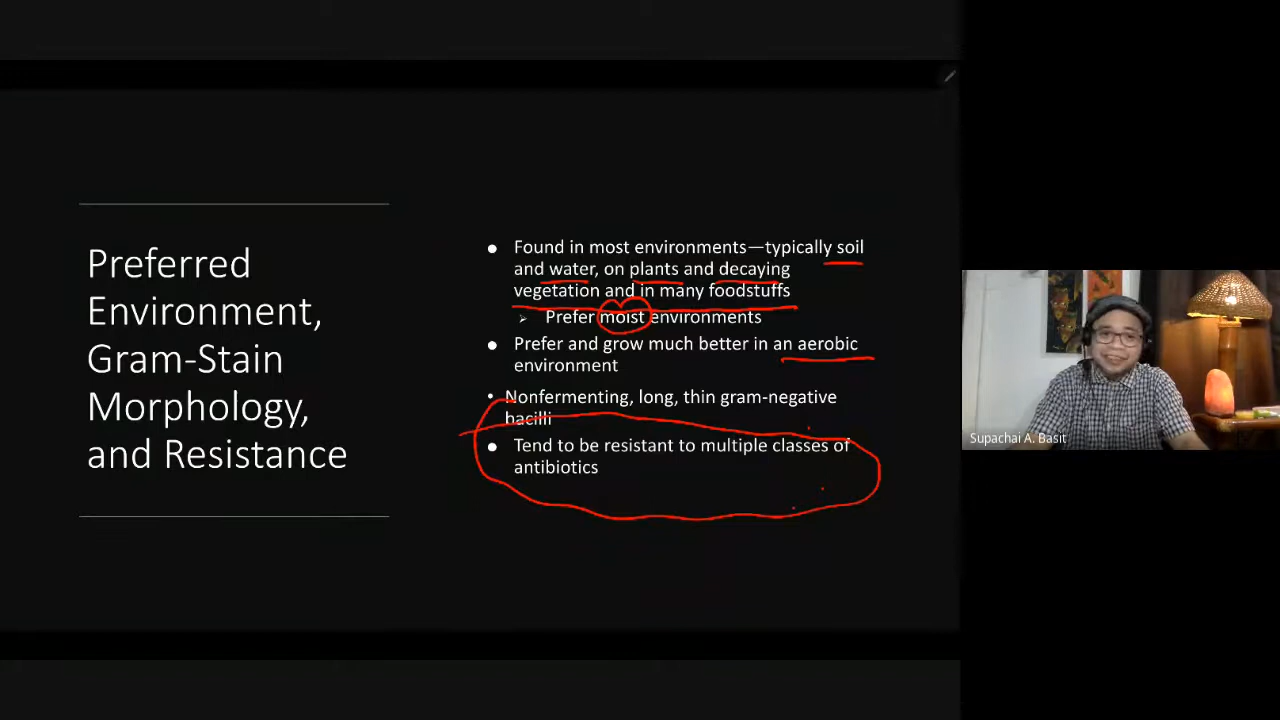 Preferred
Environment,
Gram-Stain
Morphology,
and Resistance
● Found in most environments—typically soil
and water, on plants and decaying
vegetation and in many foodstuffs
➢ Prefer moist environments
● Prefer and grow much better in an aerobic
environment
• Nonfermenting, long, thin gram-negative
bacilli
● Tend to be resistant to multiple classes of
antibiotics
Supachai A. Basit